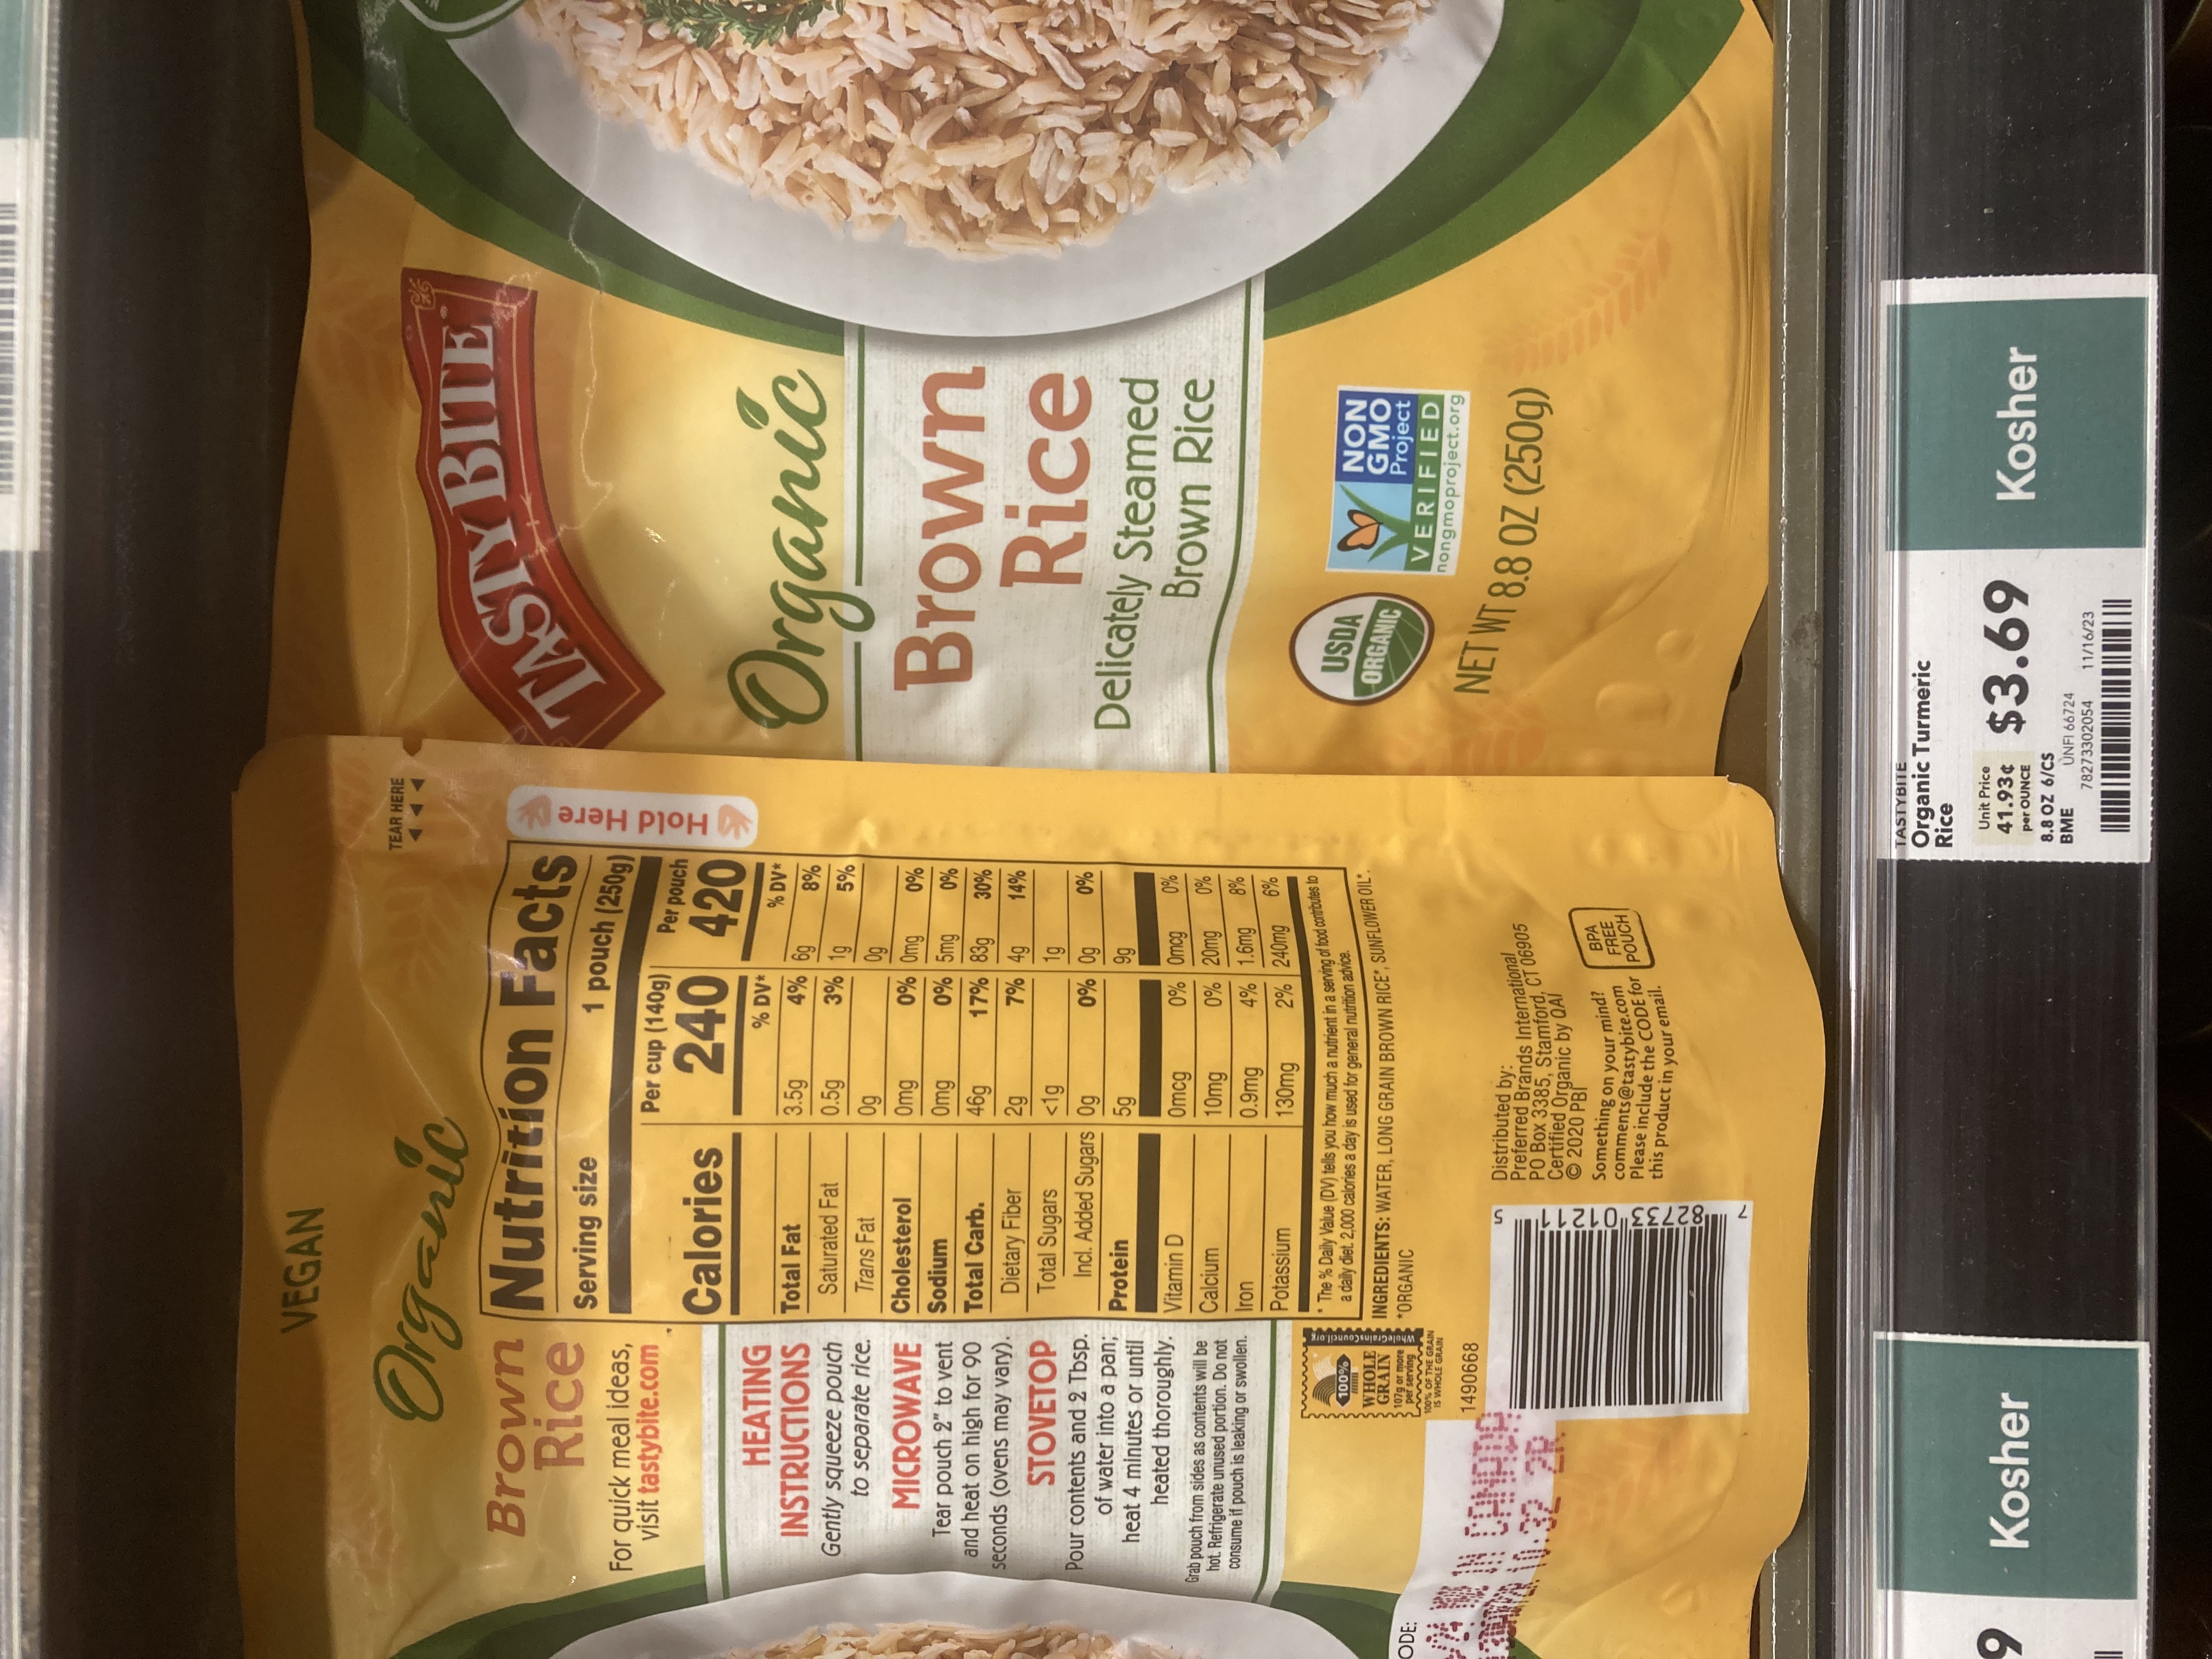 VEGAN
Organic
Brown
Rice
For quick meal ideas,
visit tastybite.com
HEATING
INSTRUCTIONS
Gently squeeze pouch
to separate rice.
MICROWAVE
Tear pouch 2” to vent
and heat on high for 90
seconds (ovens may vary).
STOVETOP
Pour contents and 2 Tbsp.
of water into a pan;
heat 4 minutes or until
heated thoroughly.
Grab pouch from sides as contents will be
hot. Refrigerate unused portion. Do not
consume if pouch is leaking or swollen.
TEAR HERE
Hold Here
Nutrition Facts
Serving size 1 pouch (250g)
Per cup (140g) Per pouch
Calories 240 420
% DV* % DV*
Total Fat 3.5g 4% 6g 8%
Saturated Fat 0.5g 3% 1g 5%
Trans Fat 0g 0g
Cholesterol 0mg 0% 0mg 0%
Sodium 0mg 0% 5mg 0%
Total Carb. 46g 17% 83g 30%
Dietary Fiber 2g 7% 4g 14%
Total Sugars <1g 1g
Incl. Added Sugars 0g 0% 0g 0%
Protein 5g 9g
Vitamin D 0mcg 0% 0mcg 0%
Calcium 10mg 0% 20mg 0%
Iron 0.9mg 4% 1.6mg 8%
Potassium 130mg 2% 240mg 6%
* The % Daily Value (DV) tells you how much a nutrient in a serving of food contributes to
a daily diet. 2,000 calories a day is used for general nutrition advice.
INGREDIENTS: WATER, LONG GRAIN BROWN RICE*, SUNFLOWER OIL*.
*ORGANIC
100%
WHOLE
GRAIN
107g or more
per serving
WholeGrainsCouncil.org
100% OF THE GRAIN
IS WHOLE GRAIN
ODE:
MADE IN CANADA
10:32 2R
1490668
7 82733 01211 5
Distributed by:
Preferred Brands International
PO Box 3385, Stamford, CT 06905
Certified Organic by QAI
© 2020 PBI
Something on your mind?
comments@tastybite.com
Please include the CODE for
this product in your email.
BPA
FREE
POUCH
TASTY BITE
Organic
Brown
Rice
Delicately Steamed
Brown Rice
USDA
ORGANIC
NON
GMO
Project
VERIFIED
nongmoproject.org
NET WT 8.8 OZ (250g)
9
Kosher
TASTYBITE
Organic Turmeric
Rice
Unit Price
41.93¢
per OUNCE
$3.69
8.8 OZ 6/CS
BME UNFI 66724
78273302054 11/16/23
Kosher